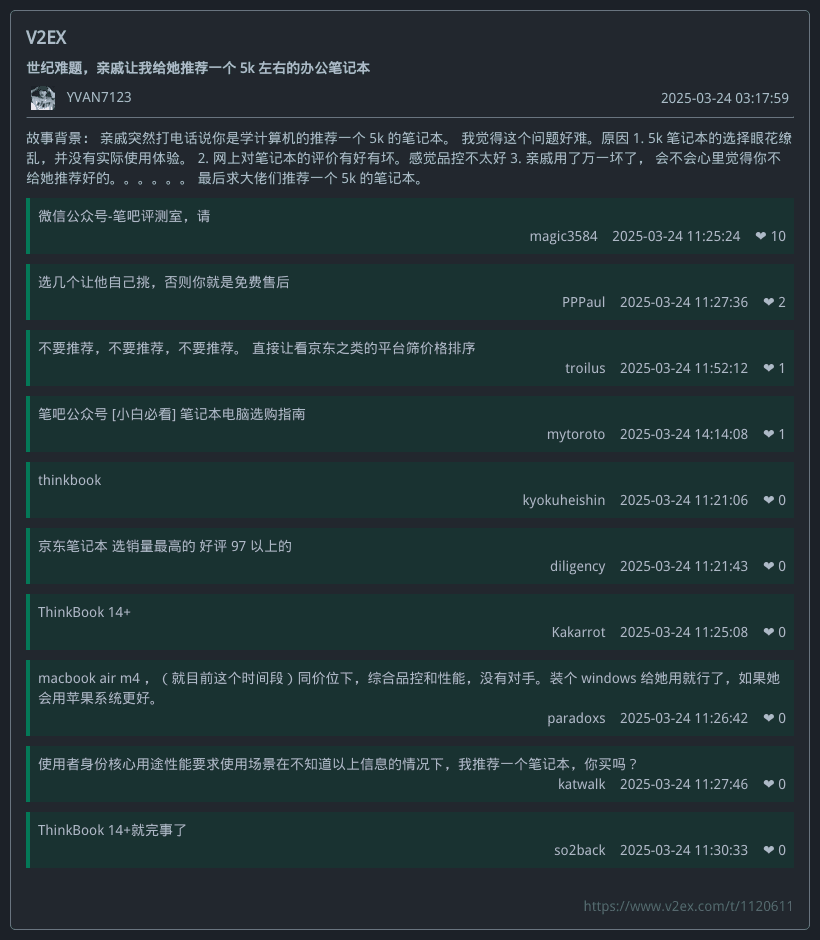 V2EX
世纪难题，亲戚让我给她推荐一个 5k 左右的办公笔记本
YVAN7123
2025-03-24 03:17:59
故事背景： 亲戚突然打电话说你是学计算机的推荐一个 5k 的笔记本。 我觉得这个问题好难。原因 1. 5k 笔记本的选择眼花缭
乱，并没有实际使用体验。 2. 网上对笔记本的评价有好有坏。感觉品控不太好 3. 亲戚用了万一坏了， 会不会心里觉得你不
给她推荐好的。。。。。。 最后求大佬们推荐一个 5k 的笔记本。
微信公众号-笔吧评测室，请
magic3584 2025-03-24 11:25:24 ❤ 10
选几个让他自己挑，否则你就是免费售后
PPPaul 2025-03-24 11:27:36 ❤ 2
不要推荐，不要推荐，不要推荐。 直接让看京东之类的平台筛价格排序
troilus 2025-03-24 11:52:12 ❤ 1
笔吧公众号 [小白必看] 笔记本电脑选购指南
mytoroto 2025-03-24 14:14:08 ❤ 1
thinkbook
kyokuheishin 2025-03-24 11:21:06 ❤ 0
京东笔记本 选销量最高的 好评 97 以上的
diligency 2025-03-24 11:21:43 ❤ 0
ThinkBook 14+
Kakarrot 2025-03-24 11:25:08 ❤ 0
macbook air m4 ，（ 就目前这个时间段 ）同价位下，综合品控和性能，没有对手。装个 windows 给她用就行了，如果她
会用苹果系统更好。
paradoxs 2025-03-24 11:26:42 ❤ 0
使用者身份核心用途性能要求使用场景在不知道以上信息的情况下，我推荐一个笔记本，你买吗？
katwalk 2025-03-24 11:27:46 ❤ 0
ThinkBook 14+就完事了
so2back 2025-03-24 11:30:33 ❤ 0
https://www.v2ex.com/t/1120611